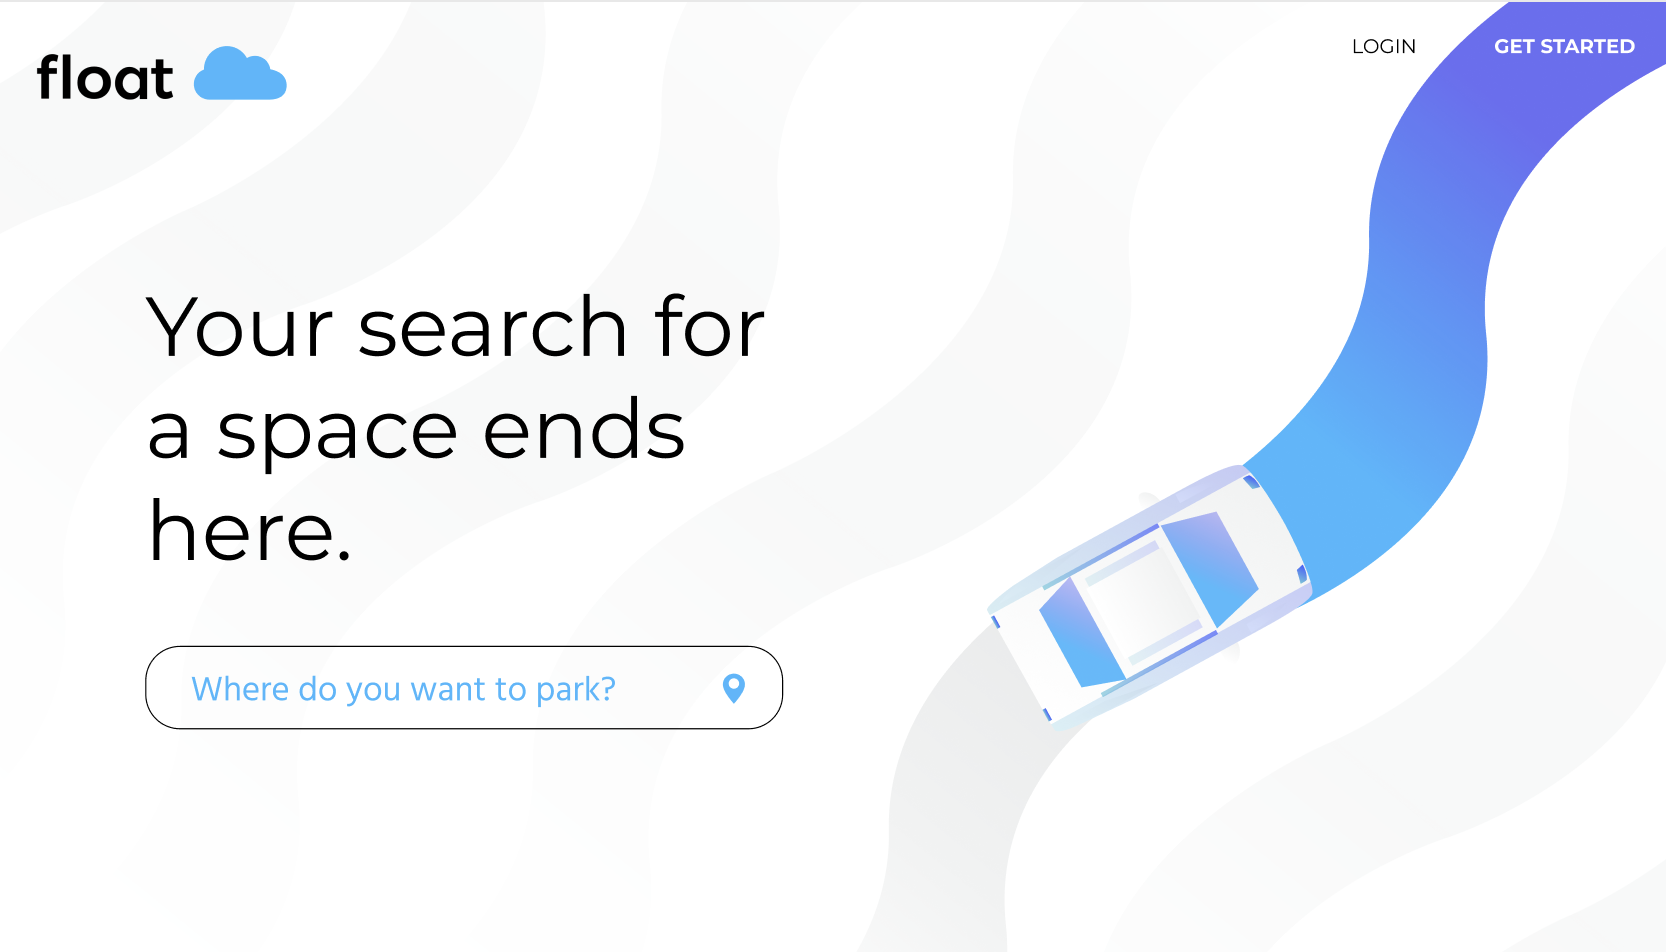 float
LOGIN
GET STARTED
Your search for
a space ends
here.
Where do you want to park?